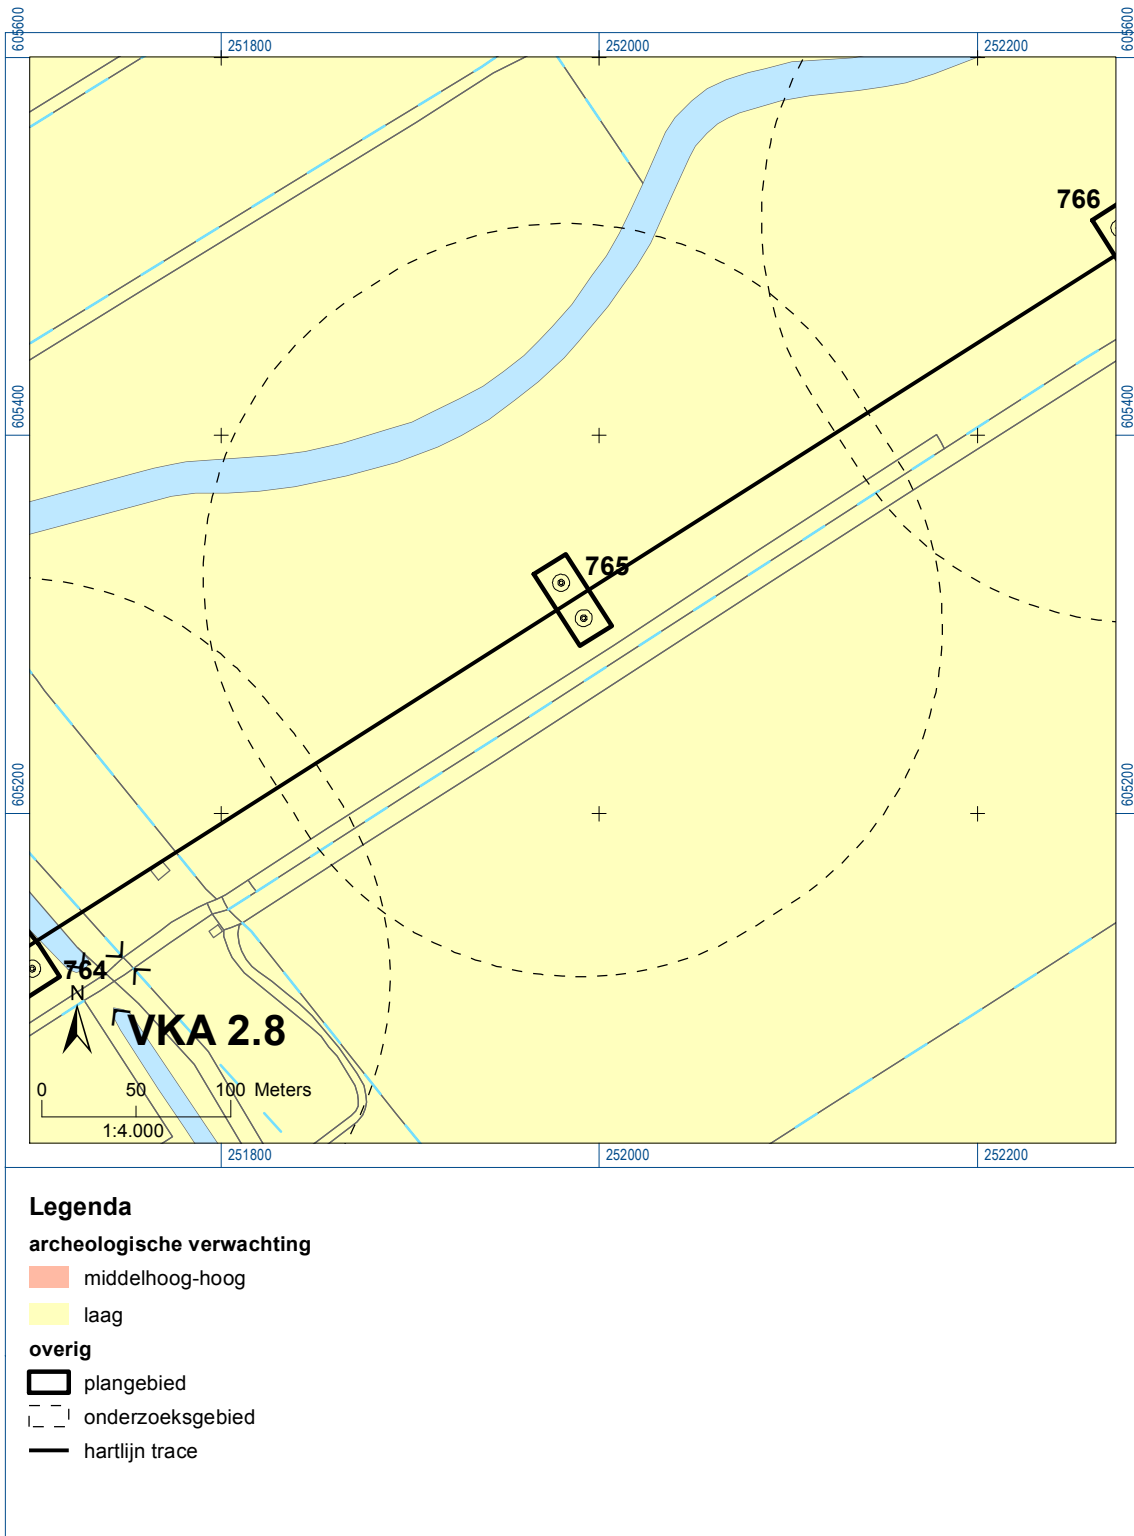 251800 252000 252200
605600 605600
766
605400 605400
765
605200 605200
764
N
VKA 2.8
0 50 100 Meters
1:4.000
251800 252000 252200
Legenda
archeologische verwachting
middelhoog-hoog
laag
overig
plangebied
onderzoeksgebied
hartlijn trace